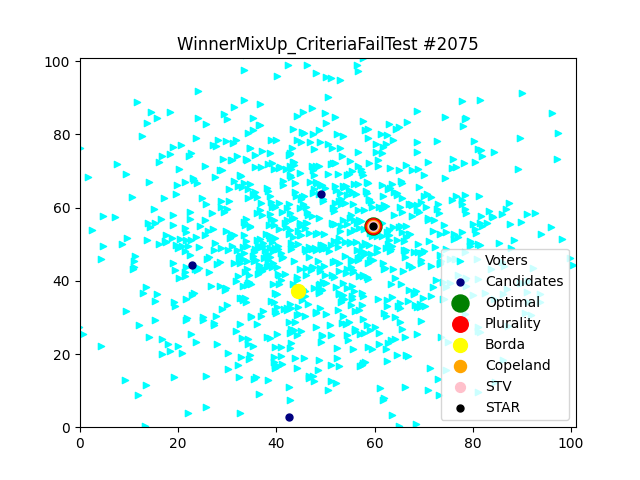 WinnerMixUp_CriteriaFailTest #2075
100
80
60
40
20
0
0
20
40
60
80
100
Voters
Candidates
Optimal
Plurality
Borda
Copeland
STV
STAR